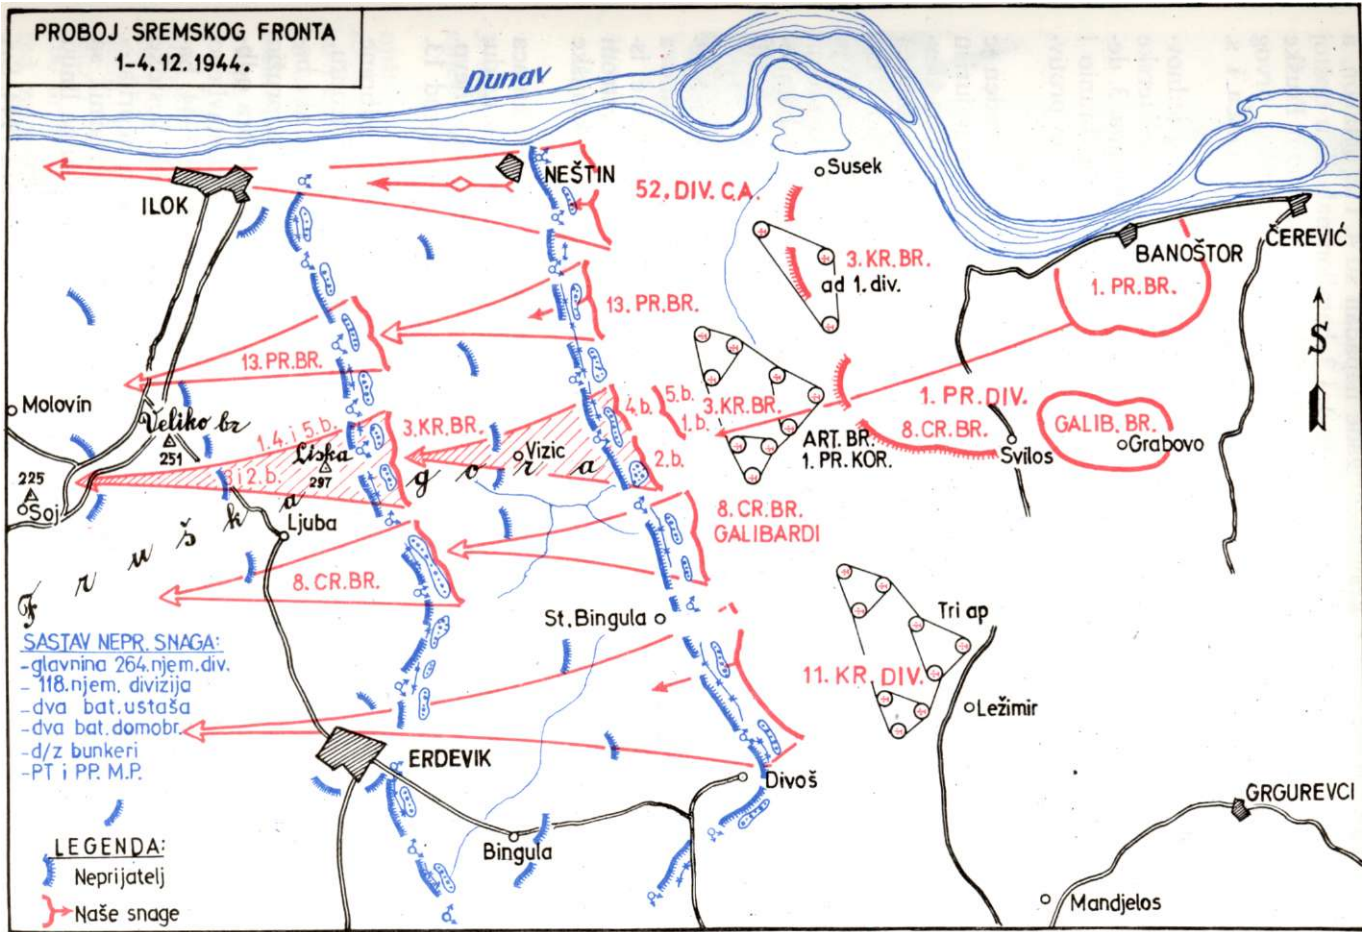 PROBOJ SREMSKOG FRONTA
1–4. 12. 1944.
Dunav
ILOK
NEŠTIN
52. DIV. C.A.
Susek
3. KR. BR.
ad 1. div.
BANOŠTOR
ČEREVIĆ
1. PR. BR.
S
13. PR. BR.
13. PR. BR.
Molovin
Veliko br
251
1. 4. i 5. b.
Liska
297
3 i 2. b.
3. KR. BR.
Vizic
4. b.
5. b.
1. b.
2. b.
3. KR. BR.
ART. BR.
1. PR. KOR.
1. PR. DIV.
8. CR. BR.
Svilos
GALIB. BR.
Grabovo
225
Soj
Ljuba
Fruška gora
8. CR. BR.
GALIBARDI
8. CR. BR.
St. Bingula
Tri ap
11. KR. DIV.
Ležimir
SASTAV NEPR. SNAGA:
-glavnina 264. njem. div.
- 118. njem. divizija
-dva bat. ustaša
-dva bat. domobr.
-d/z bunkeri
-PT i PP. M.P.
ERDEVIK
Divoš
Bingula
GRGUREVCI
Mandjelos
LEGENDA:
Neprijatelj
Naše snage